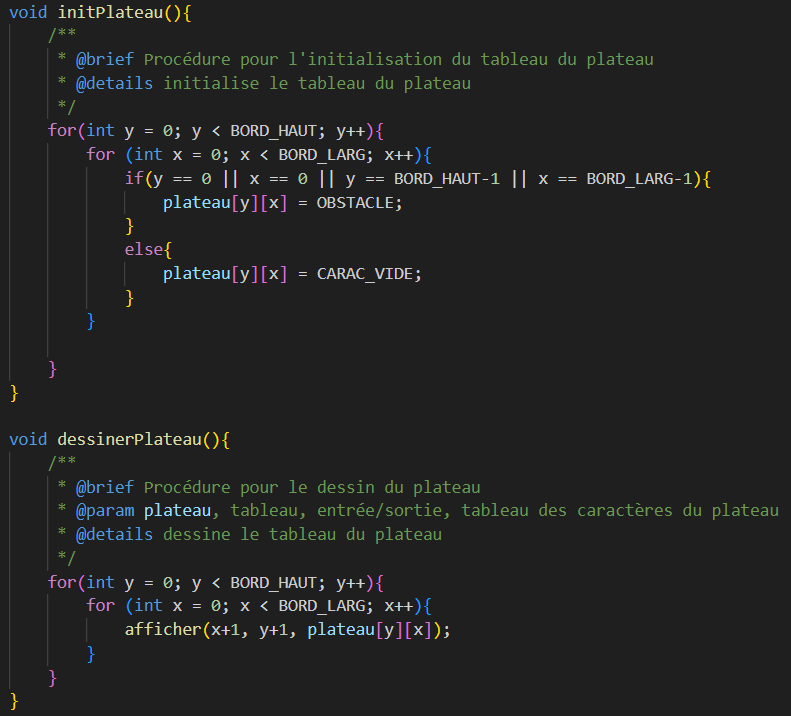 void initPlateau(){
    /**
     * @brief Procédure pour l'initialisation du tableau du plateau
     * @details initialise le tableau du plateau
     */
    for(int y = 0; y < BORD_HAUT; y++){
        for (int x = 0; x < BORD_LARG; x++){
            if(y == 0 || x == 0 || y == BORD_HAUT-1 || x == BORD_LARG-1){
                plateau[y][x] = OBSTACLE;
            }
            else{
                plateau[y][x] = CARAC_VIDE;
            }
        }

    }
}

void dessinerPlateau(){
    /**
     * @brief Procédure pour le dessin du plateau
     * @param plateau, tableau, entrée/sortie, tableau des caractères du plateau
     * @details dessine le tableau du plateau
     */
    for(int y = 0; y < BORD_HAUT; y++){
        for (int x = 0; x < BORD_LARG; x++){
            afficher(x+1, y+1, plateau[y][x]);
        }
    }
}